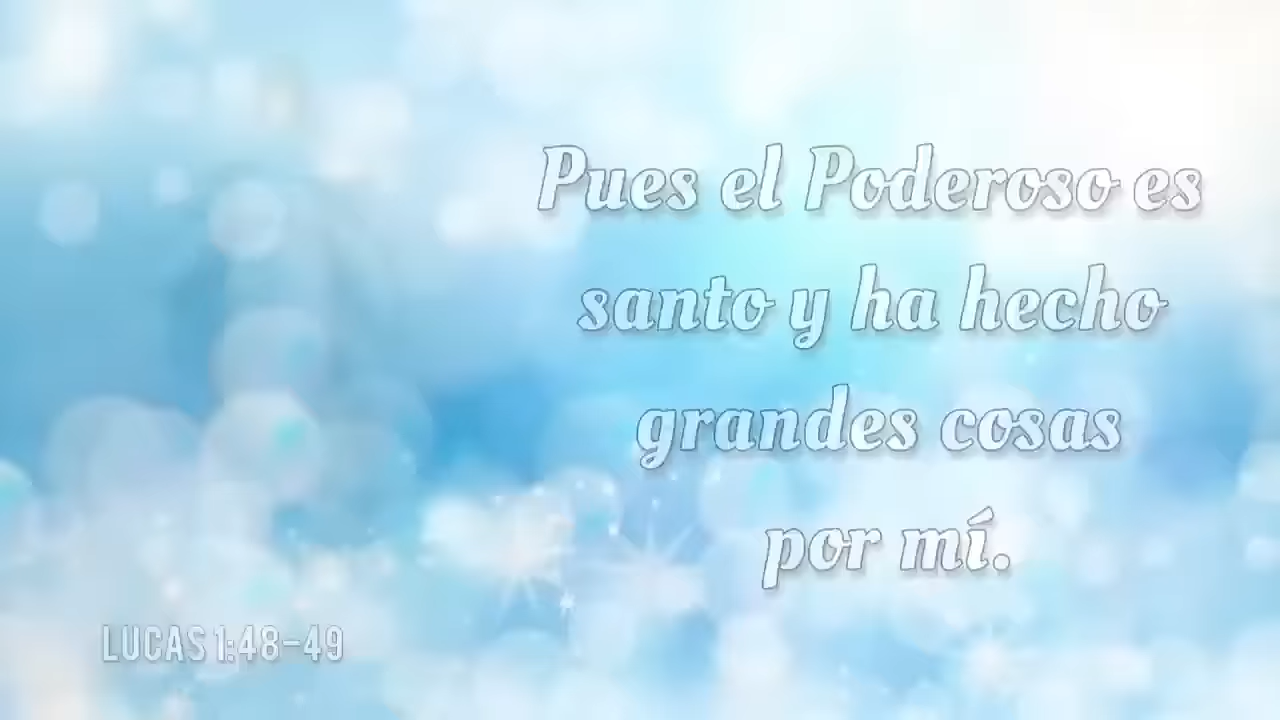 Pues el Poderoso es
santo y ha hecho
grandes cosas
por mí.
LUCAS 1:48-49